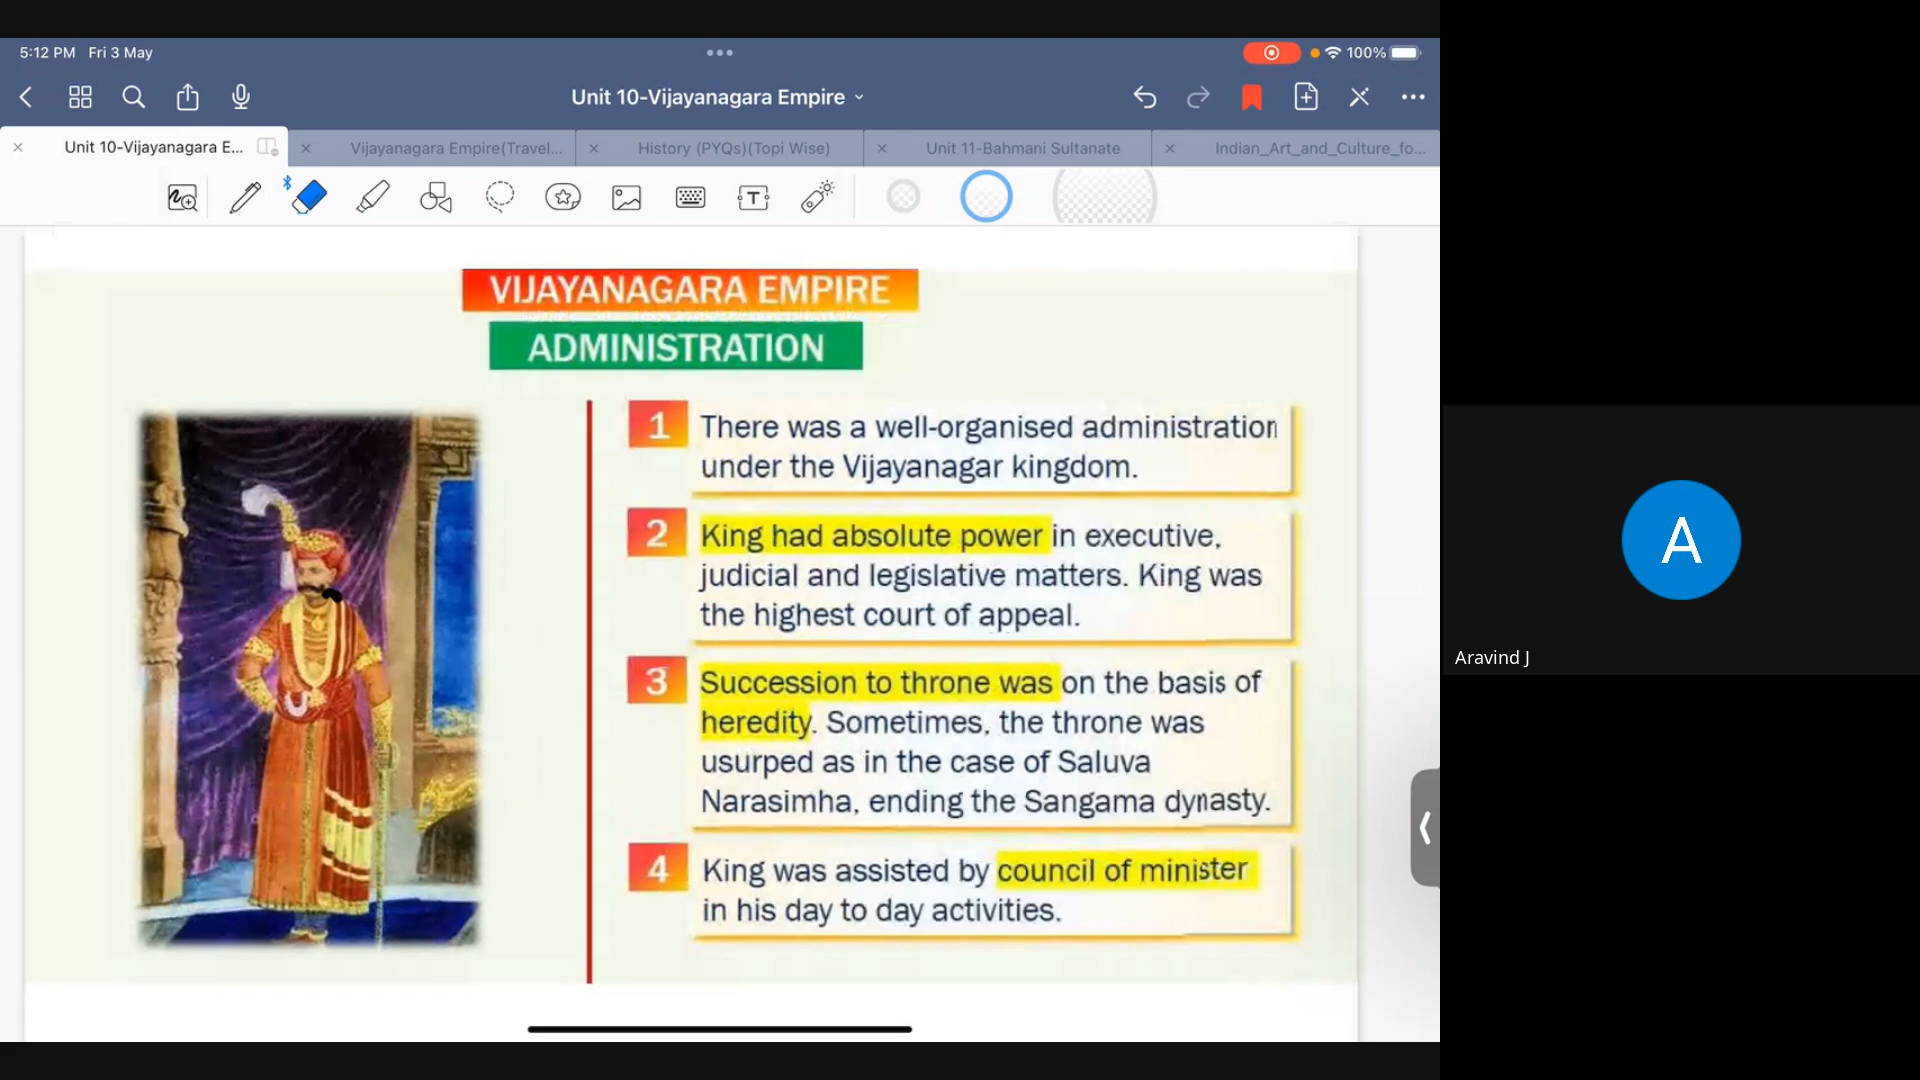 5:12 PM Fri 3 May
100%
Unit 10-Vijayanagara Empire
Unit 10-Vijayanagara E...
Vijayanagara Empire(Travel...
History (PYQs)(Topi Wise)
Unit 11-Bahmani Sultanate
Indian_Art_and_Culture_fo...
VIJAYANAGARA EMPIRE
ADMINISTRATION
1 There was a well-organised administration
under the Vijayanagar kingdom.
2 King had absolute power in executive,
judicial and legislative matters. King was
the highest court of appeal.
3 Succession to throne was on the basis of
heredity. Sometimes, the throne was
usurped as in the case of Saluva
Narasimha, ending the Sangama dynasty.
4 King was assisted by council of minister
in his day to day activities.
A
Aravind J